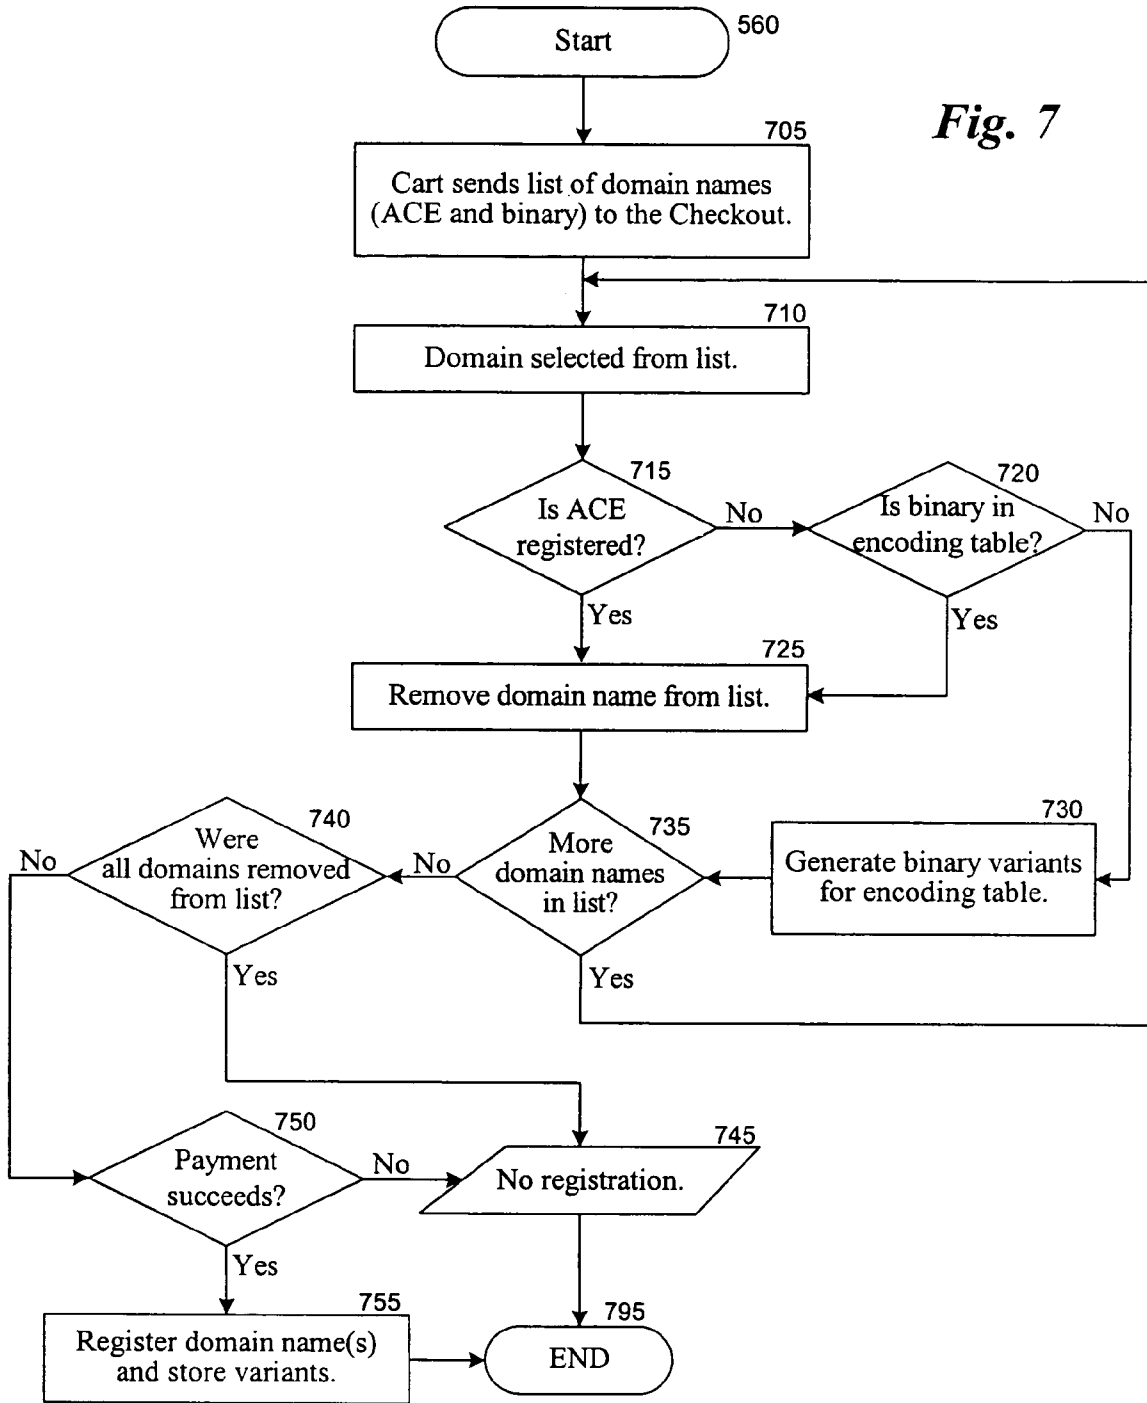 Start
560
Fig. 7
705
Cart sends list of domain names
(ACE and binary) to the Checkout.
710
Domain selected from list.
715
Is ACE
registered?
No
720
Is binary in
encoding table?
No
Yes
Yes
725
Remove domain name from list.
740
Were
all domains removed
from list?
No
Yes
735
More
domain names
in list?
No
Yes
730
Generate binary variants
for encoding table.
750
Payment
succeeds?
No
Yes
745
No registration.
755
Register domain name(s)
and store variants.
795
END